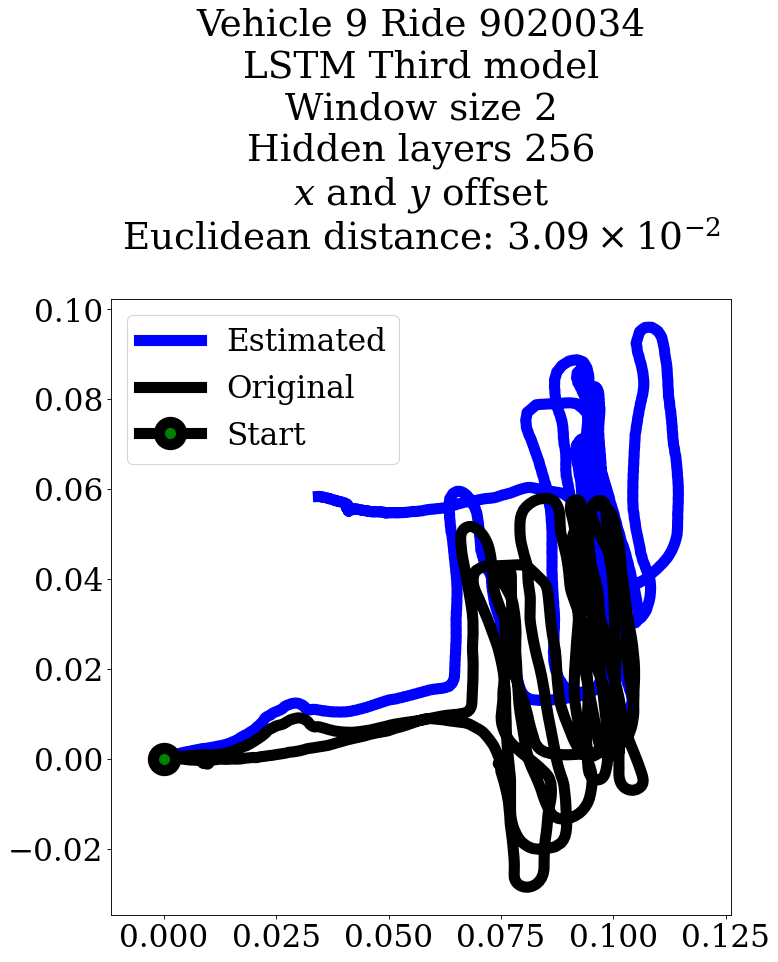 Vehicle 9 Ride 9020034
LSTM Third model
Window size 2
Hidden layers 256
x and y offset
Euclidean distance: 3.09 × 10⁻²
Estimated
Original
Start
0.10
0.08
0.06
0.04
0.02
0.00
−0.02
0.000 0.025 0.050 0.075 0.100 0.125